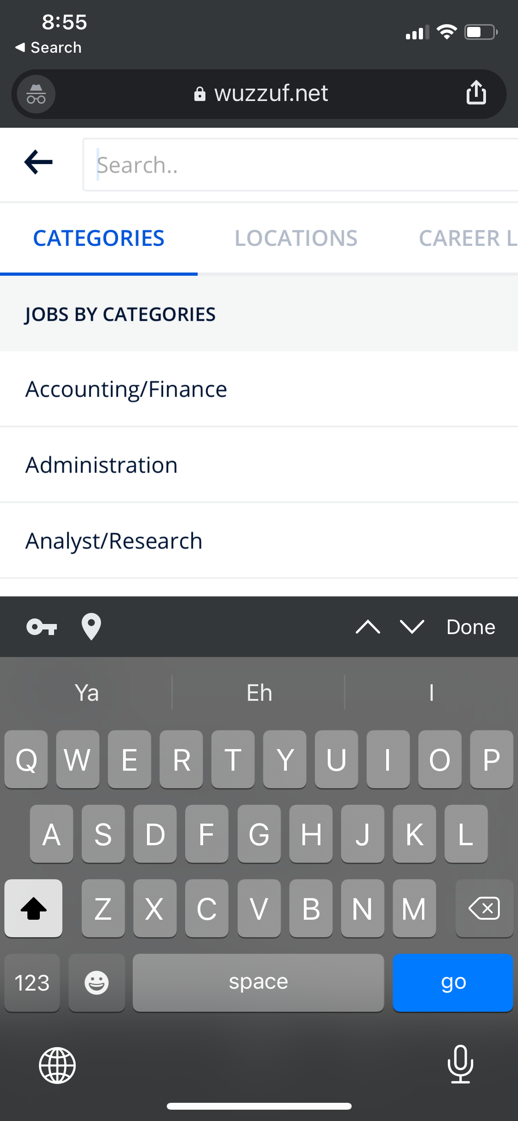 8:55
◀ Search
wuzzuf.net
Search..
CATEGORIES LOCATIONS CAREER L
JOBS BY CATEGORIES
Accounting/Finance
Administration
Analyst/Research
Done
Ya Eh I
Q W E R T Y U I O P
A S D F G H J K L
Z X C V B N M
123 space go